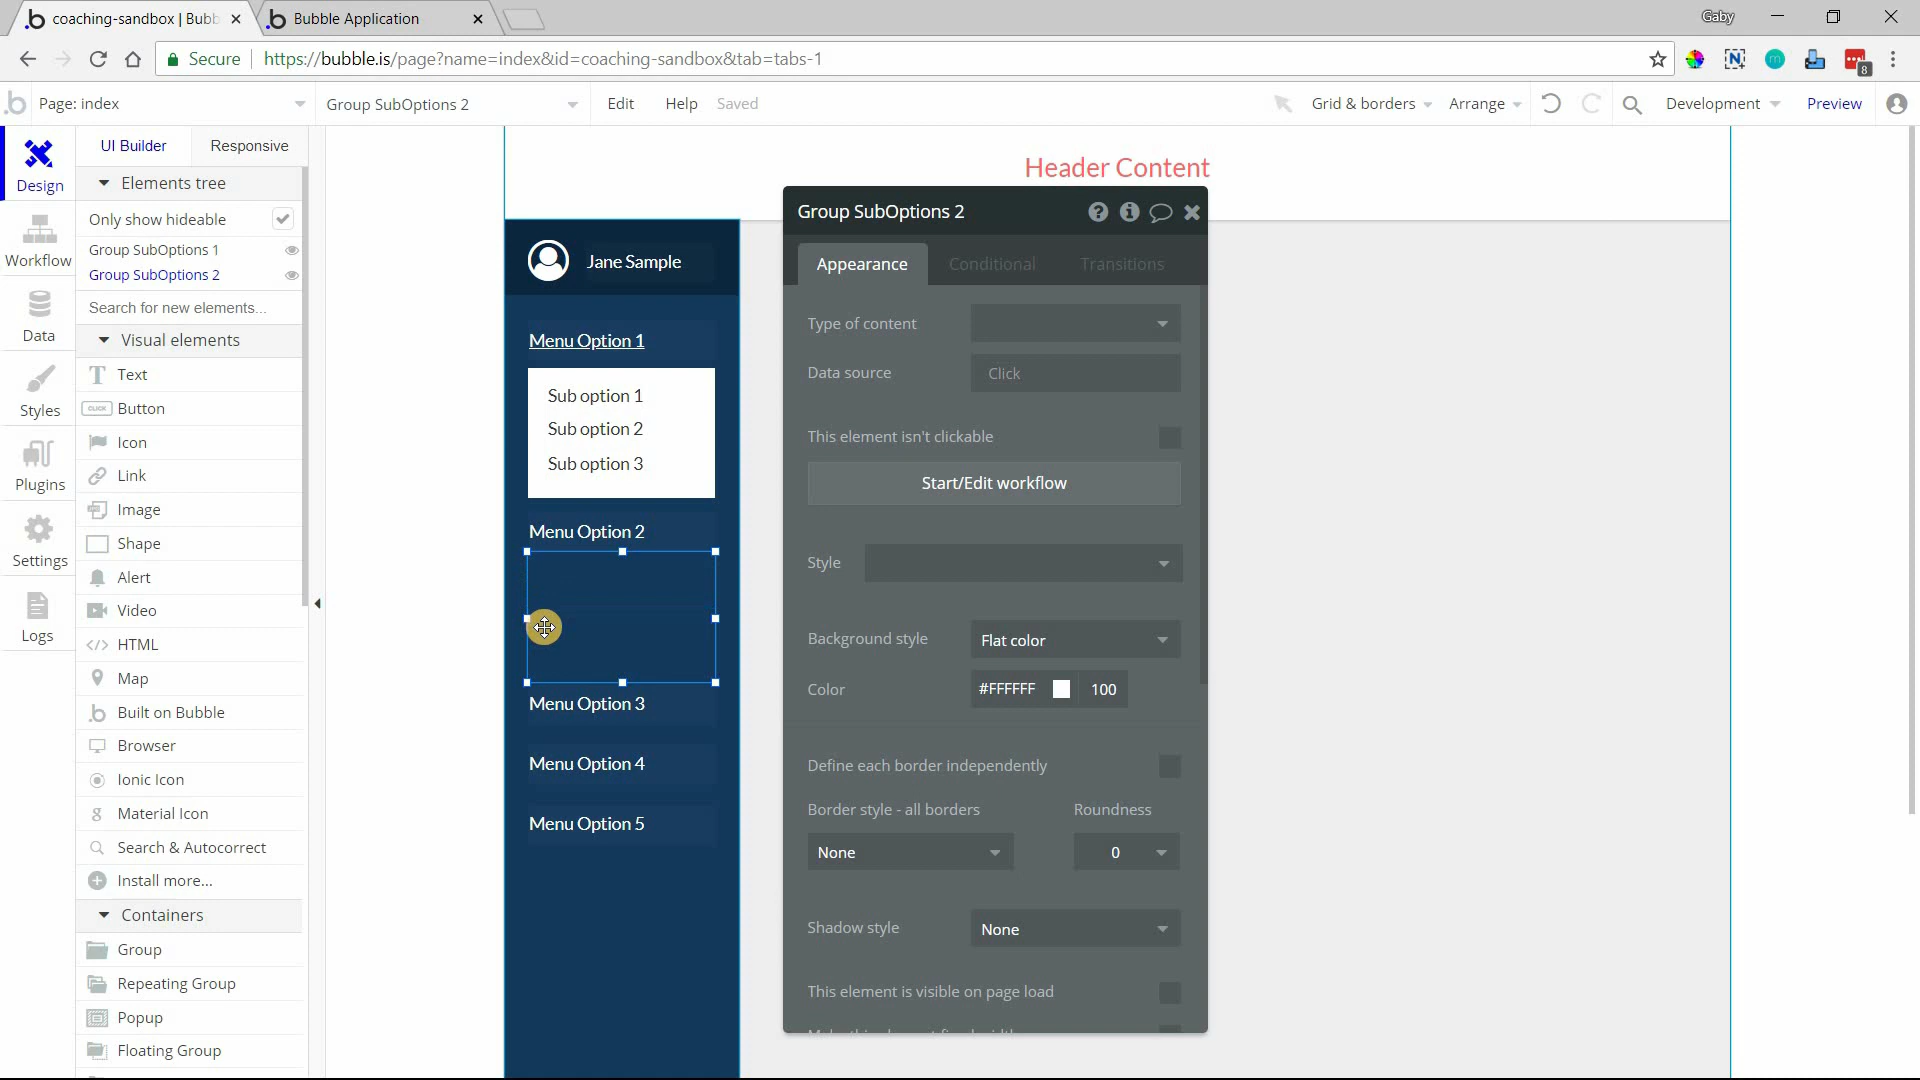 coaching-sandbox | Bubb
Bubble Application
Gaby
Secure
https://bubble.is/page?name=index&id=coaching-sandbox&tab=tabs-1
8
Page: index
Group SubOptions 2
Edit
Help
Saved
Grid & borders
Arrange
Development
Preview
Design
Workflow
Data
Styles
Plugins
Settings
Logs
UI Builder
Responsive
Elements tree
Only show hideable
Group SubOptions 1
Group SubOptions 2
Search for new elements...
Visual elements
Text
CLICK
Button
Icon
Link
Image
Shape
Alert
Video
HTML
Map
Built on Bubble
Browser
Ionic Icon
Material Icon
Search & Autocorrect
Install more...
Containers
Group
Repeating Group
Popup
Floating Group
Header Content
Jane Sample
Menu Option 1
Sub option 1
Sub option 2
Sub option 3
Menu Option 2
Menu Option 3
Menu Option 4
Menu Option 5
Group SubOptions 2
Appearance
Conditional
Transitions
Type of content
Data source
Click
This element isn't clickable
Start/Edit workflow
Style
Background style
Flat color
Color
#FFFFFF
100
Define each border independently
Border style - all borders
Roundness
None
0
Shadow style
None
This element is visible on page load